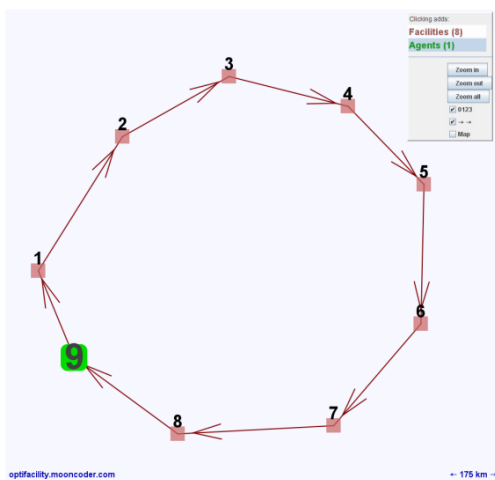 Clicking adds:
Facilities (8)
Agents (1)
Zoom in
Zoom out
Zoom all
0123
→ →
Map
3
4
2
5
1
6
9
7
8
optifacility.mooncoder.com
← 175 km →